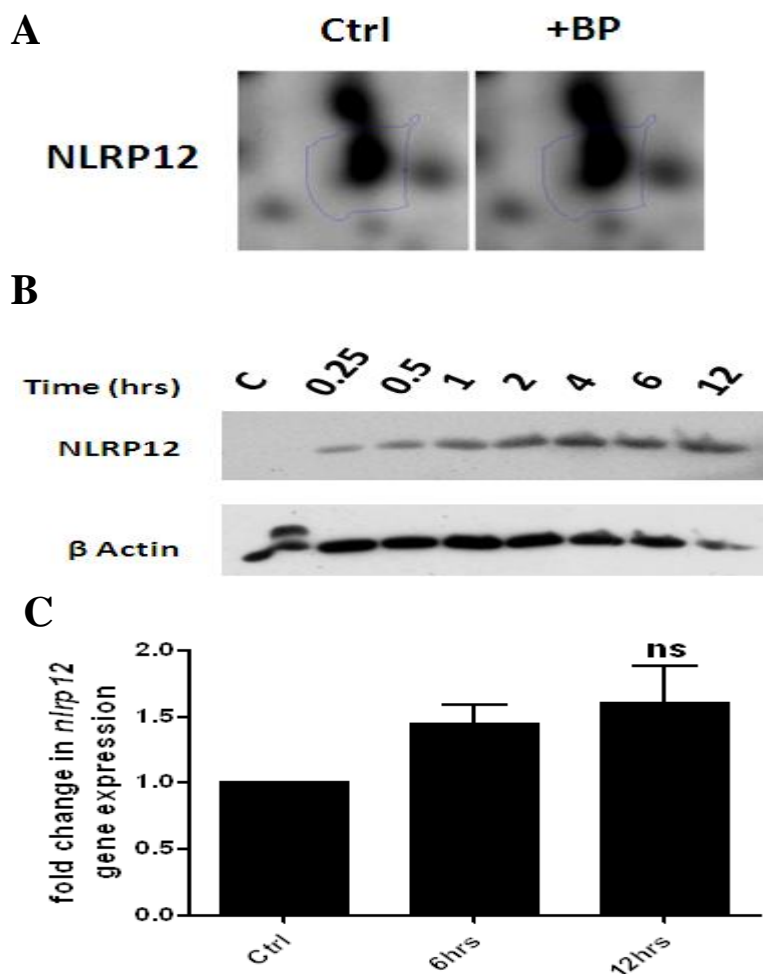 A
Ctrl +BP
NLRP12
B
Time (hrs) C 0.25 0.5 1 2 4 6 12
NLRP12
β Actin
C
fold change in nlrp12
gene expression
2.0
1.5
1.0
0.5
0.0
ns
Ctrl 6hrs 12hrs